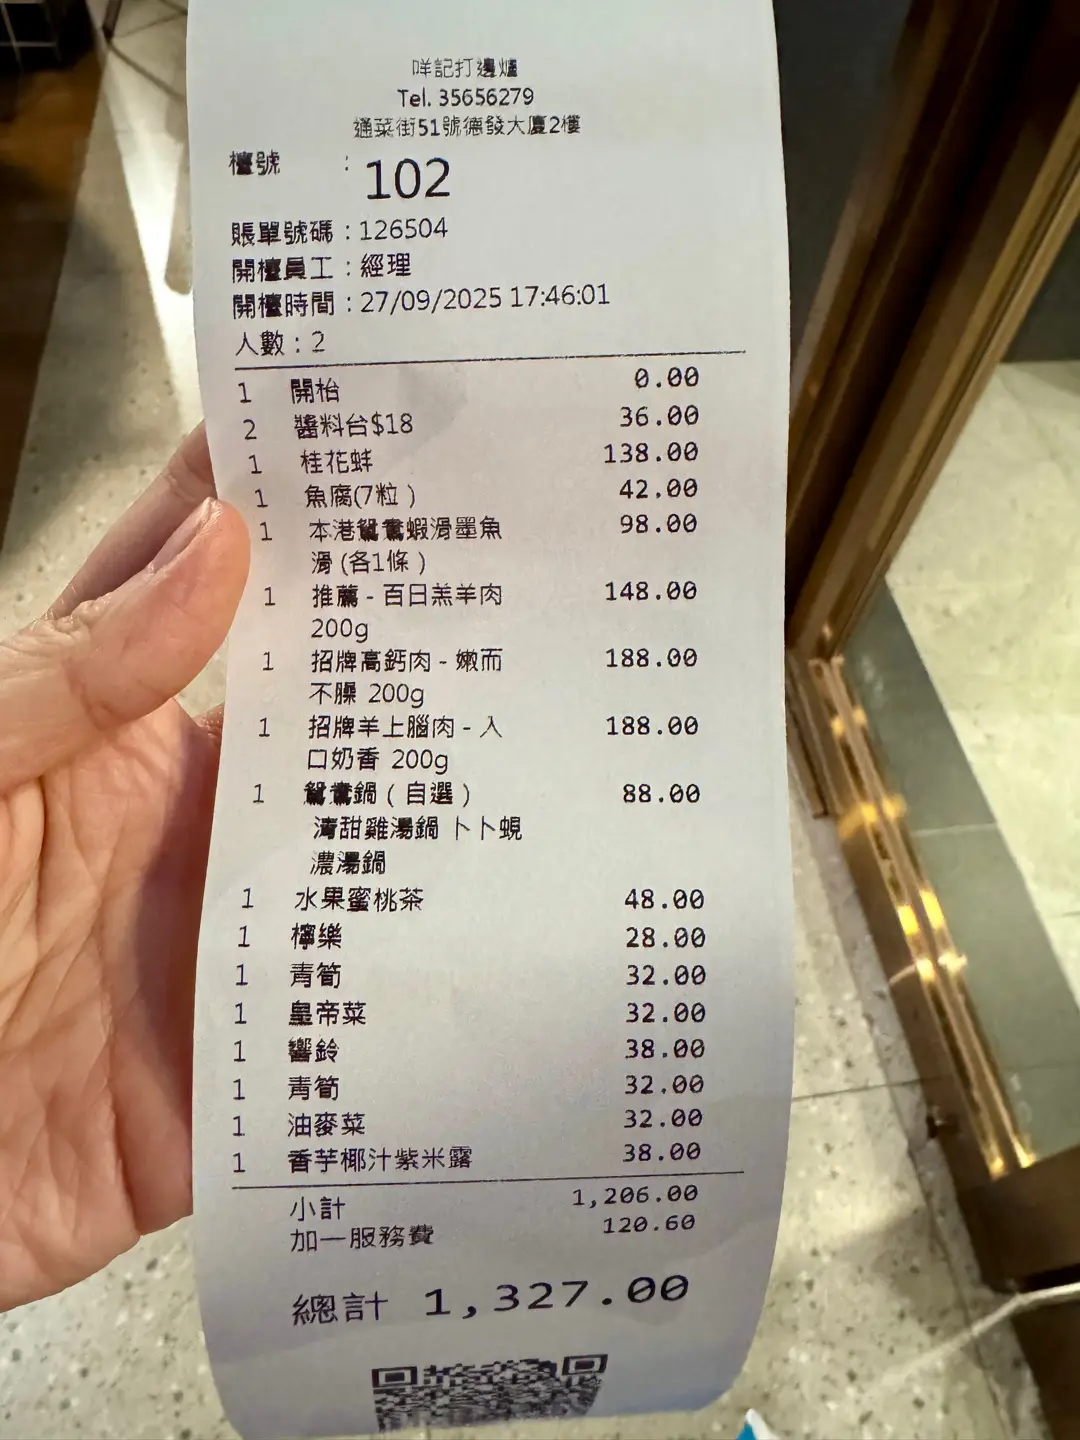 咩記打邊爐
Tel. 35656279
通菜街51號德發大廈2樓
檯號 : 102
賬單號碼 : 126504
開檯員工 : 經理
開檯時間 : 27/09/2025 17:46:01
人數 : 2
1 開枱 0.00
2 醬料台$18 36.00
1 桂花蚌 138.00
1 魚腐(7粒) 42.00
1 本港鴛鴦蝦滑墨魚 98.00
滑 (各1條)
1 推薦 - 百日羔羊肉 148.00
200g
1 招牌高鈣肉 - 嫩而 188.00
不臊 200g
1 招牌羊上腦肉 - 入 188.00
口奶香 200g
1 鴛鴦鍋 ( 自選 ) 88.00
清甜雞湯鍋 卜卜蜆
濃湯鍋
1 水果蜜桃茶 48.00
1 檸樂 28.00
1 青筍 32.00
1 皇帝菜 32.00
1 響鈴 38.00
1 青筍 32.00
1 油麥菜 32.00
1 香芋椰汁紫米露 38.00
小計 1,206.00
加一服務費 120.60
總計 1,327.00